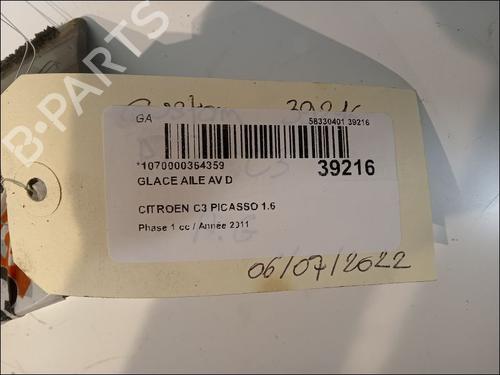 B-PARTS
39216
GA
58330401 39216
*1070000364359
39216
GLACE AILE AV D
CITROEN C3 PICASSO 1.6
Phase 1 cc / Année 2011
06/07/2022